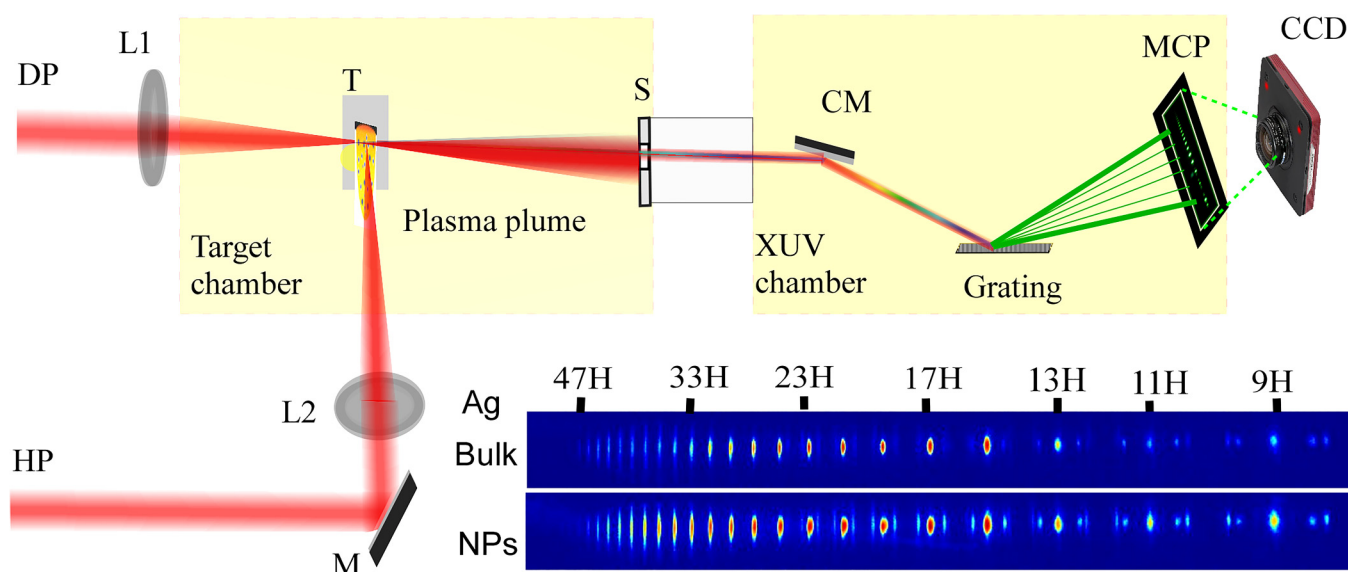 DP
L1
T
S
CM
MCP
CCD
Plasma plume
Target
chamber
XUV
chamber
Grating
L2
HP
M
47H 33H 23H 17H 13H 11H 9H
Ag
Bulk
NPs